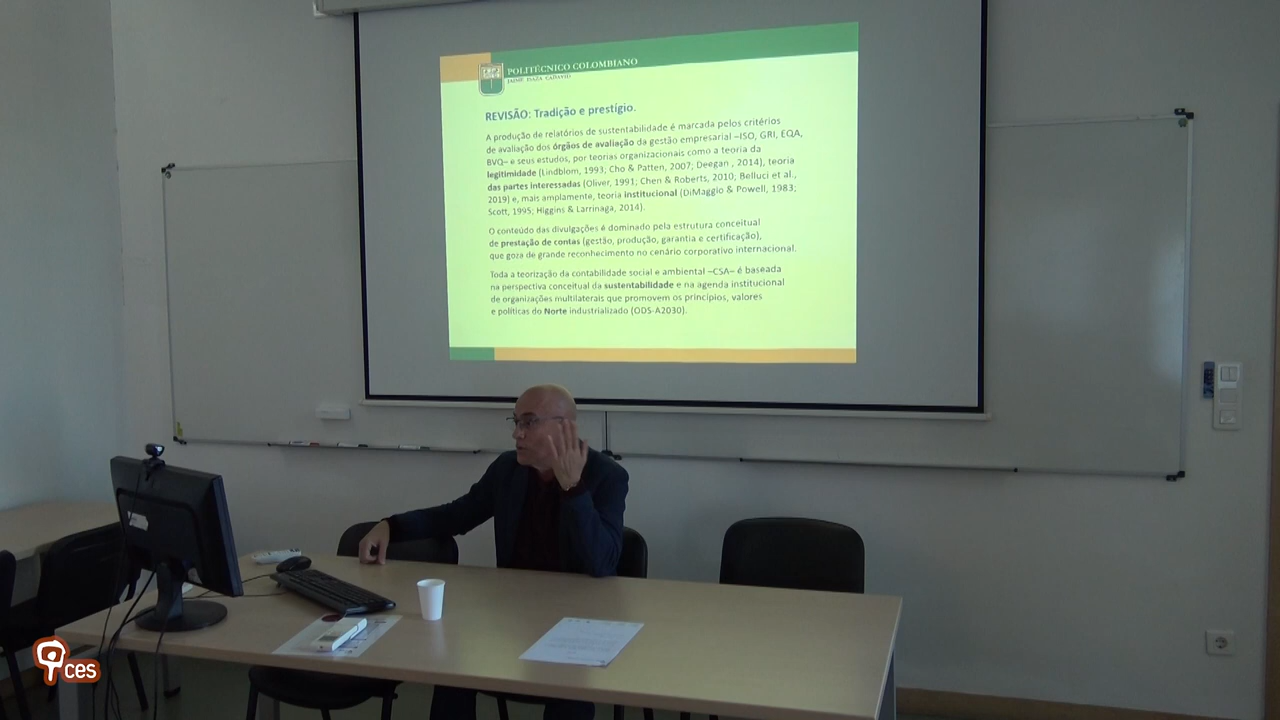 POLITÉCNICO COLOMBIANO
JAIME ISAZA CADAVID
REVISÃO: Tradição e prestígio.
A produção de relatórios de sustentabilidade é marcada pelos critérios
de avaliação dos órgãos de avaliação da gestão empresarial –ISO, GRI, EQA,
BVQ– e seus estudos, por teorias organizacionais como a teoria da
legitimidade (Lindblom, 1993; Cho & Patten, 2007; Deegan , 2014), teoria
das partes interessadas (Oliver, 1991; Chen & Roberts, 2010; Belluci et al.,
2019) e, mais amplamente, teoria institucional (DiMaggio & Powell, 1983;
Scott, 1995; Higgins & Larrinaga, 2014).
O conteúdo das divulgações é dominado pela estrutura conceitual
de prestação de contas (gestão, produção, garantia e certificação),
que goza de grande reconhecimento no cenário corporativo internacional.
Toda a teorização da contabilidade social e ambiental –CSA– é baseada
na perspectiva conceitual da sustentabilidade e na agenda institucional
de organizações multilaterais que promovem os princípios, valores
e políticas do Norte industrializado (ODS-A2030).
ces